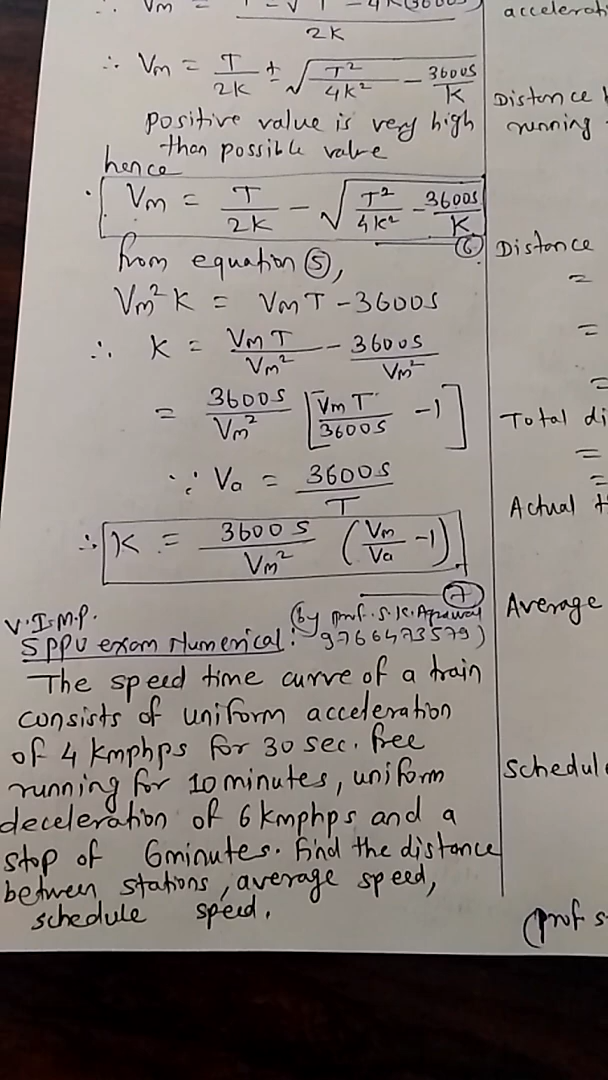 ∴ Vm =
2K
∴ Vm = T/2K ± √(T²/4K² − 3600S/K)
positive value is very high
than possible value
hence
Vm = T/2K − √(T²/4K² − 3600S/K)
⑥
from equation ⑤,
Vm²K = VmT − 3600S
∴ K = VmT/Vm² − 3600S/Vm²
= 3600S/Vm² [VmT/3600S − 1]
∵ Va = 3600S/T
∴ K = 3600S/Vm² (Vm/Va − 1)
⑦
V.I.M.P.
(by prof. S.K. Agrawal
SPPU exam Numerical: 9766473579)
The speed time curve of a train
consists of uniform acceleration
of 4 kmphps for 30 sec. free
running for 10 minutes, uniform
deceleration of 6 kmphps and a
stop of 6 minutes. Find the distance
between stations, average speed,
schedule speed.
accelerati
Distance
running
Distance
=
=
=
Total di
=
=
Actual t
Average
Schedule
(prof s